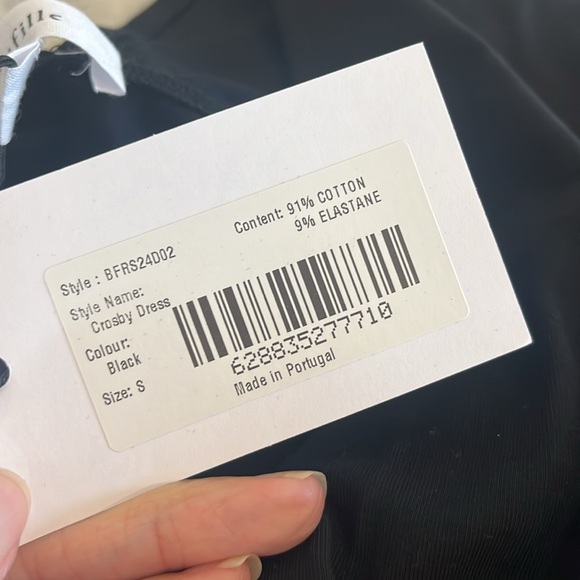 Style : BFRS24D02
Content: 91% COTTON
9% ELASTANE
Style Name:
Crosby Dress
Colour:
Black
Size: S
628835277710
Made in Portugal